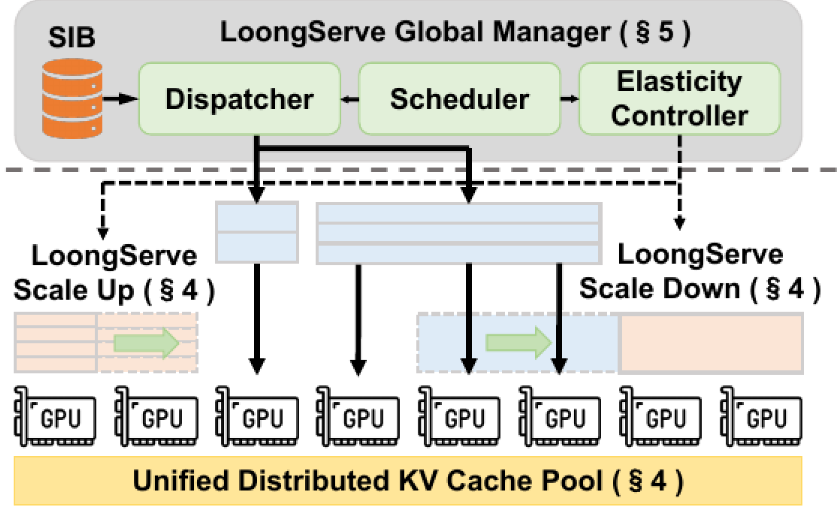 SIB
LoongServe Global Manager ( § 5 )
Dispatcher
Scheduler
Elasticity
Controller
LoongServe
Scale Up ( § 4 )
LoongServe
Scale Down ( § 4 )
GPU
GPU
GPU
GPU
GPU
GPU
GPU
GPU
Unified Distributed KV Cache Pool ( § 4 )